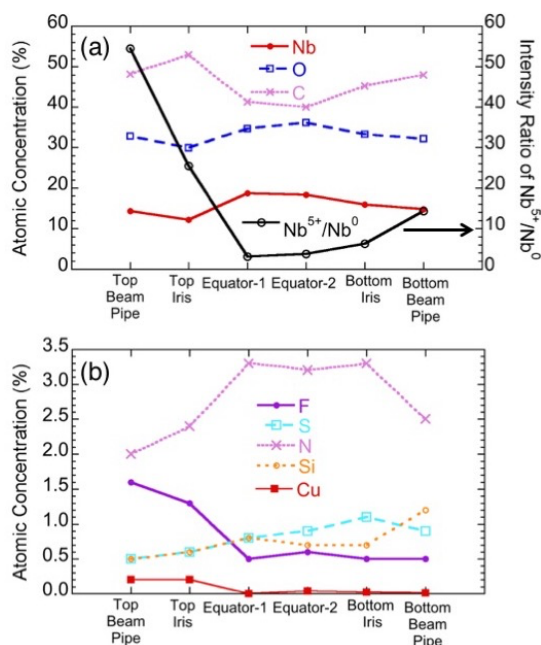 (a)
Nb
O
C
Nb5+/Nb0
Atomic Concentration (%)
60
50
40
30
20
10
0
60
50
40
30
20
10
0
Intensity Ratio of Nb5+/Nb0
Top Beam Pipe
Top Iris
Equator-1
Equator-2
Bottom Iris
Bottom Beam Pipe
(b)
F
S
N
Si
Cu
Atomic Concentration (%)
3.5
3.0
2.5
2.0
1.5
1.0
0.5
0.0
Top Beam Pipe
Top Iris
Equator-1
Equator-2
Bottom Iris
Bottom Beam Pipe